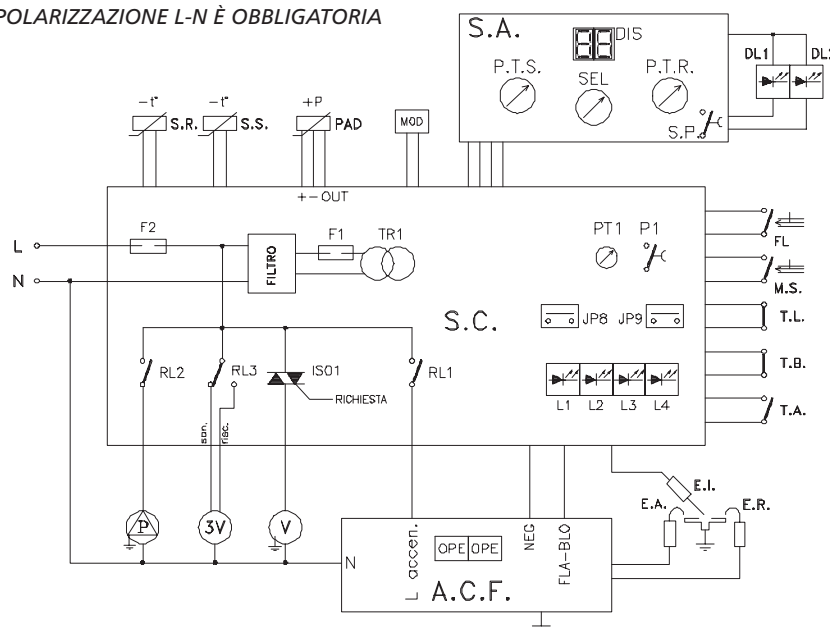 POLARIZZAZIONE L-N È OBBLIGATORIA
S.A.
DIS
P.T.S.
SEL
P.T.R.
S.P.
DL1
-t°
S.R.
-t°
S.S.
+P
PAD
MOD
+-OUT
L
F2
N
FILTRO
F1
TR1
PT1
P1
FL
M.S.
S.C.
JP8
JP9
T.L.
RL2
RL3
ISO1
RICHIESTA
RL1
L1
L2
L3
L4
T.B.
T.A.
san.
risc.
P
3V
V
N
L accen.
OPE
OPE
NEG
FLA-BLO
A.C.F.
E.I.
E.A.
E.R.